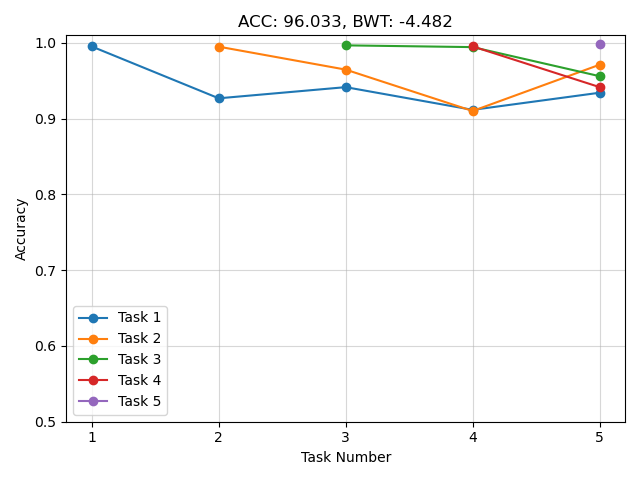 ACC: 96.033, BWT: -4.482
1.0
0.9
0.8
0.7
0.6
0.5
Accuracy
Task 1
Task 2
Task 3
Task 4
Task 5
1 2 3 4 5
Task Number